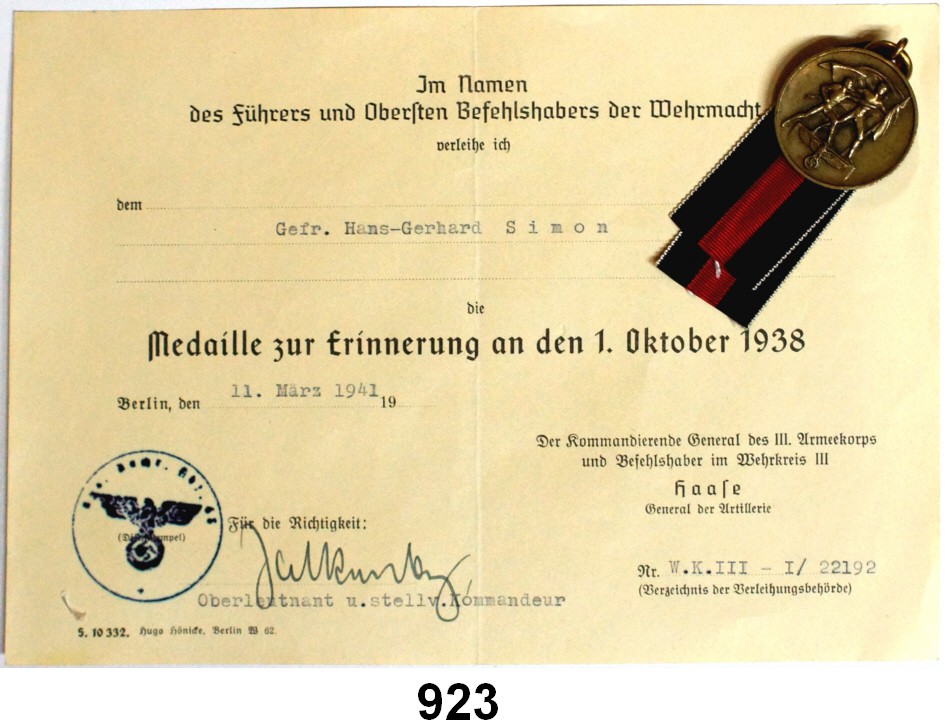 Im Namen
des Führers und Obersten Befehlshabers der Wehrmacht
verleihe ich
dem
Gefr. Hans-Gerhard Simon
die
Medaille zur Erinnerung an den 1. Oktober 1938
Berlin, den 11. März 1941 19
Der Kommandierende General des III. Armeekorps
und Befehlshaber im Wehrkreis III
Haase
General der Artillerie
Für die Richtigkeit:
Oberleutnant u.stellv.Kommandeur
Nr. W.K.III - I/ 22192
(Verzeichnis der Verleihungsbehörde)
S. 10332. Hugo Hönicke, Berlin W 62.
923